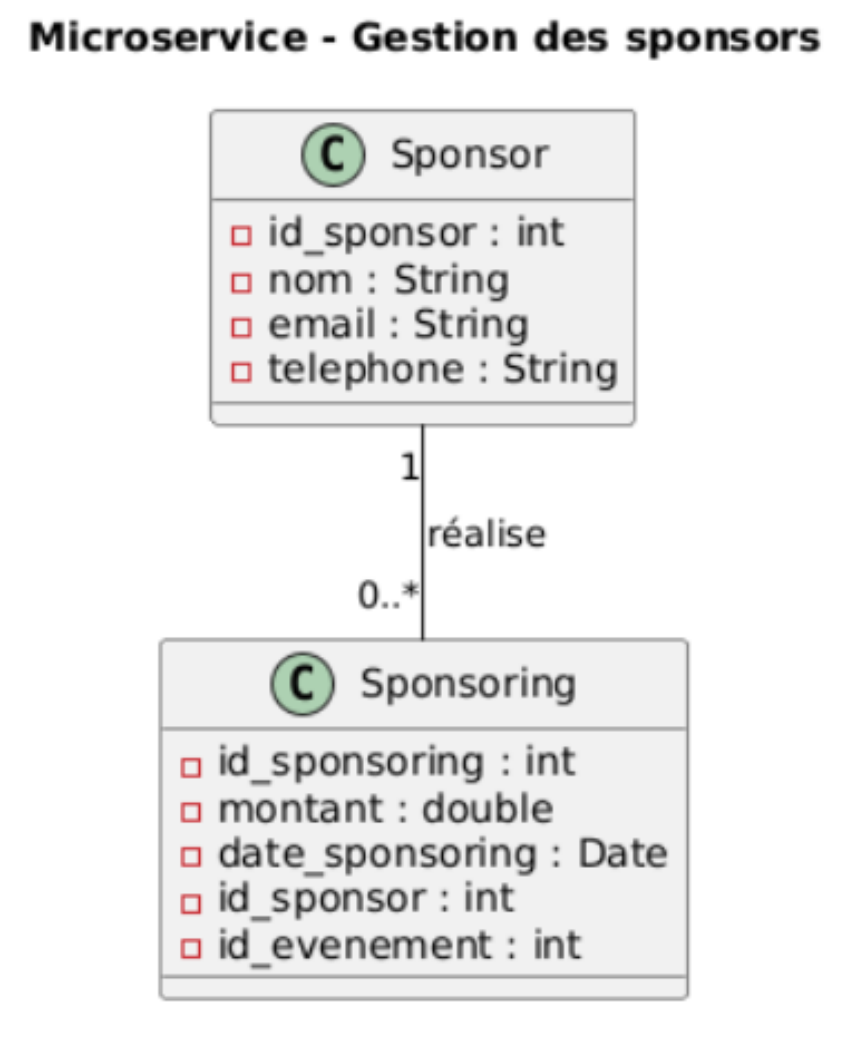 Microservice - Gestion des sponsors
C Sponsor
id_sponsor : int
nom : String
email : String
telephone : String
1
réalise
0..*
C Sponsoring
id_sponsoring : int
montant : double
date_sponsoring : Date
id_sponsor : int
id_evenement : int